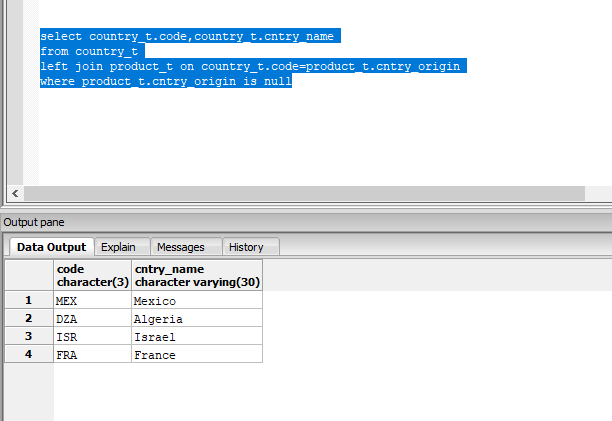 select country_t.code,country_t.cntry_name
from country_t
left join product_t on country_t.code=product_t.cntry_origin
where product_t.cntry_origin is null
Output pane
Data Output Explain Messages History
code cntry_name
character(3) character varying(30)
1 MEX Mexico
2 DZA Algeria
3 ISR Israel
4 FRA France